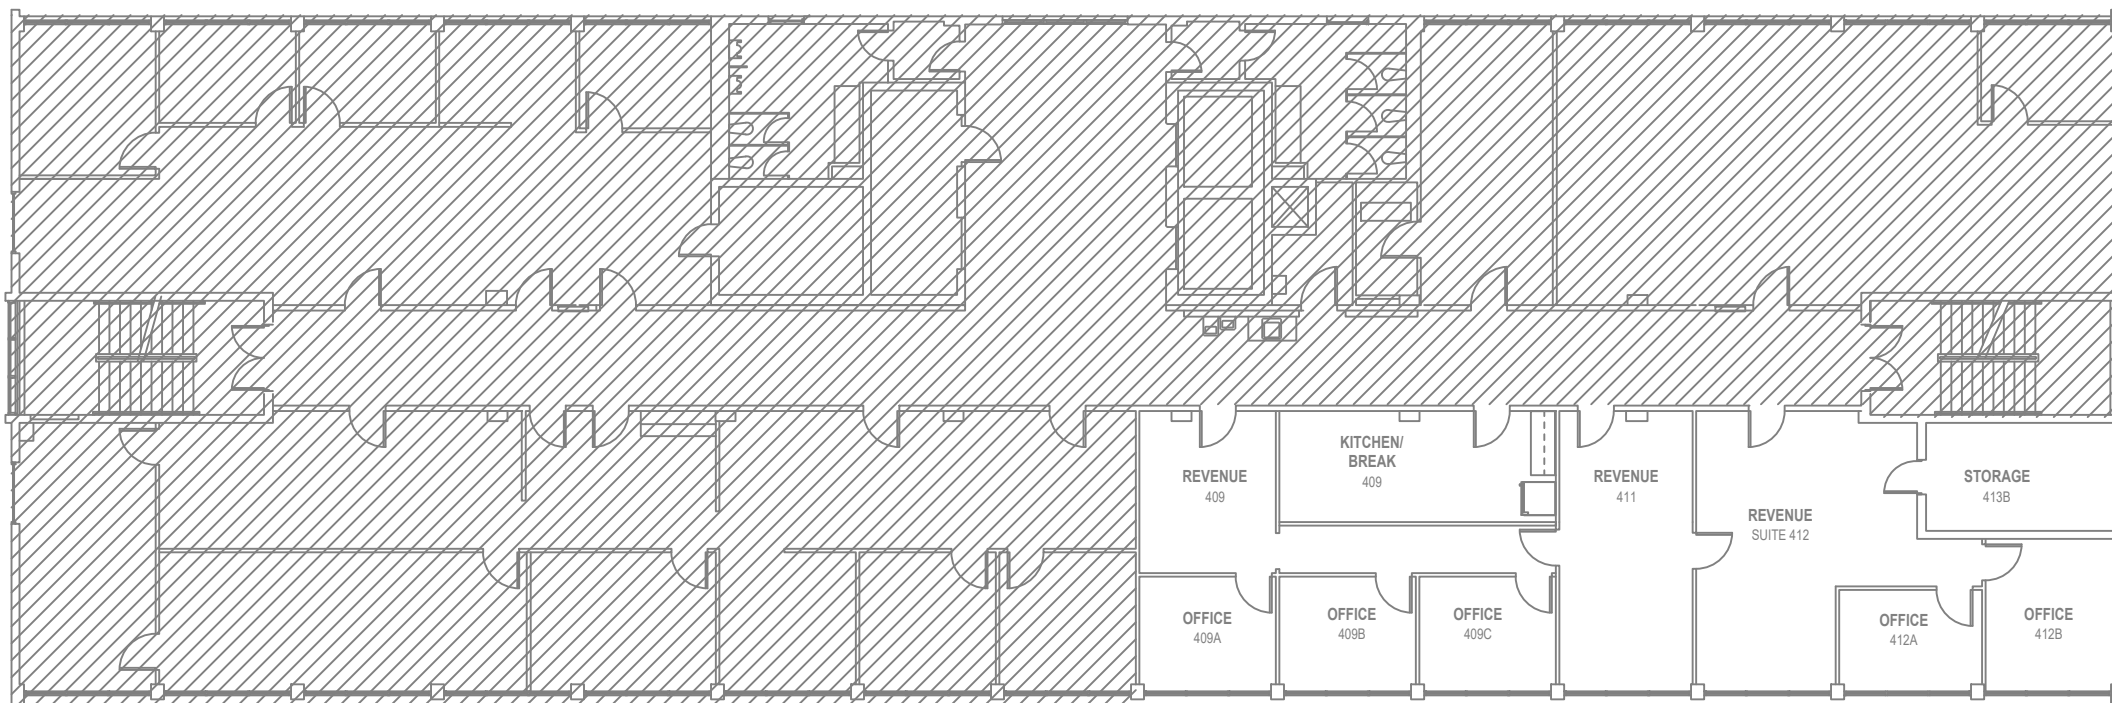 KITCHEN/
BREAK
409
REVENUE
409
REVENUE
411
STORAGE
413B
REVENUE
SUITE 412
OFFICE
409A
OFFICE
409B
OFFICE
409C
OFFICE
412A
OFFICE
412B